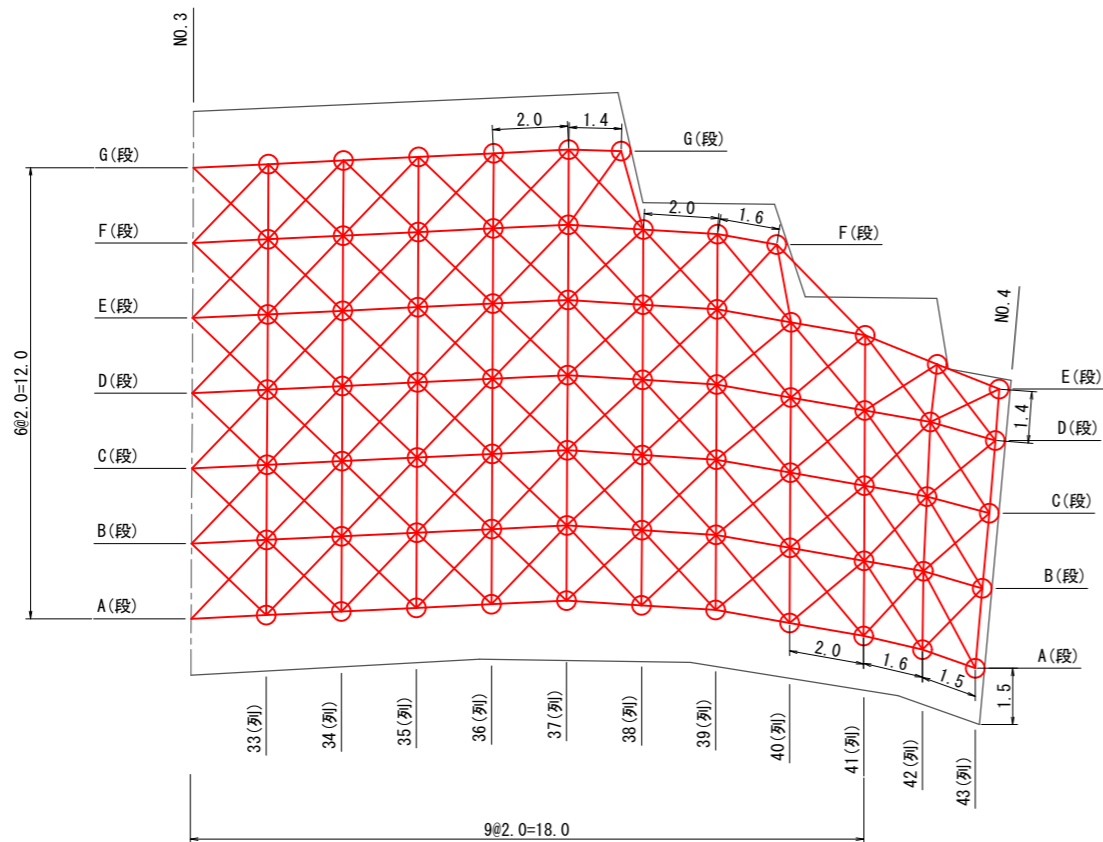 NO.3
2.0
1.4
G(段)
G(段)
2.0
1.6
F(段)
F(段)
NO.4
E(段)
E(段)
1.4
D(段)
D(段)
6@2.0=12.0
C(段)
C(段)
B(段)
B(段)
A(段)
A(段)
2.0
1.6
1.5
1.5
33(列)
34(列)
35(列)
36(列)
37(列)
38(列)
39(列)
40(列)
41(列)
42(列)
43(列)
9@2.0=18.0